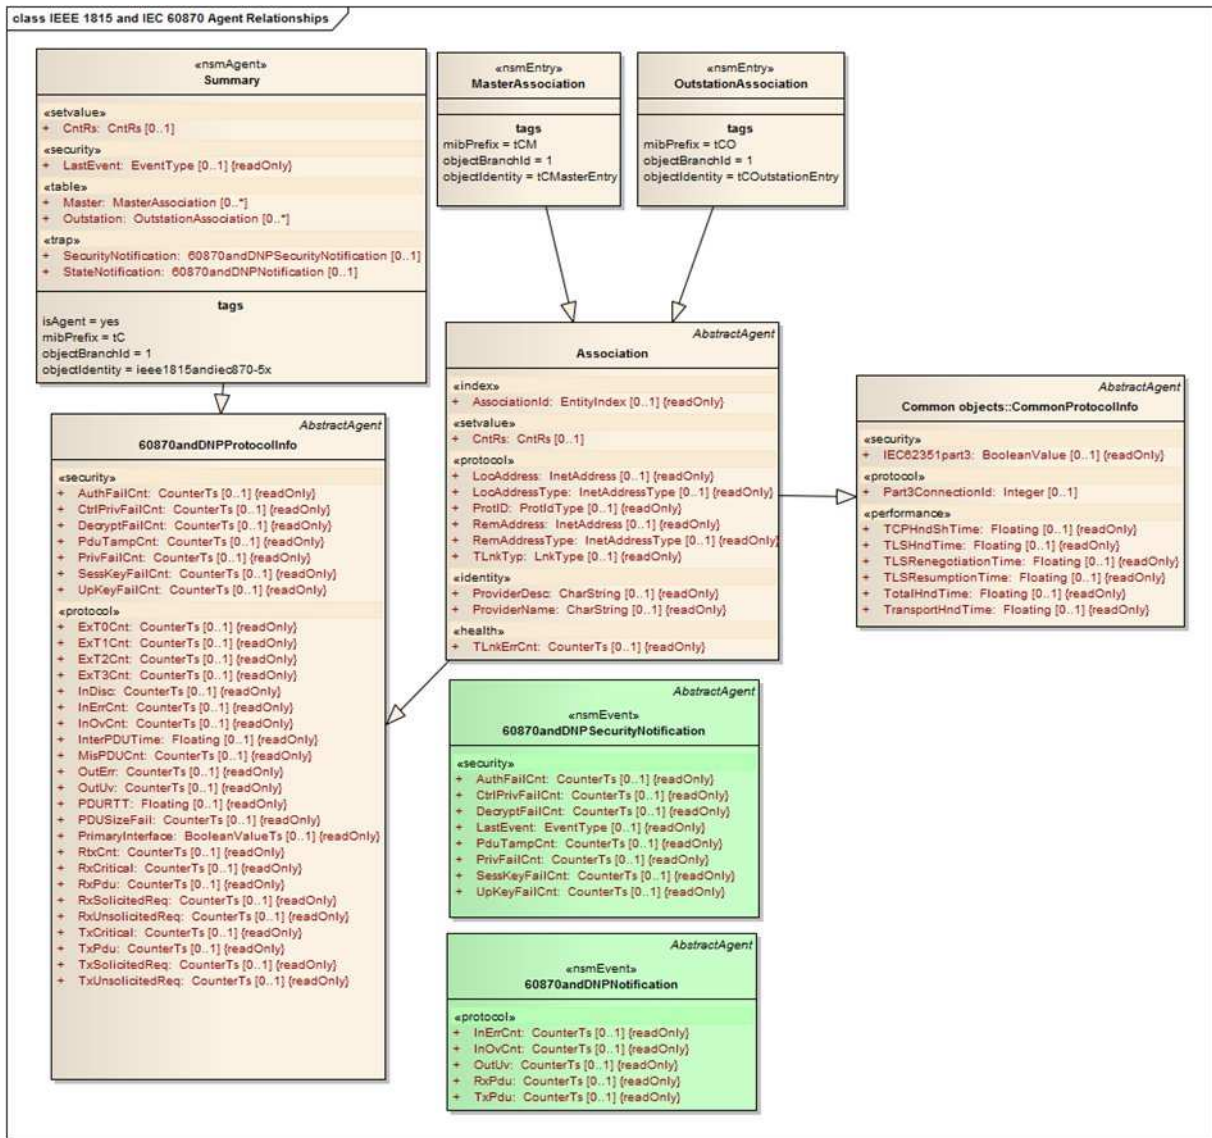 class IEEE 1815 and IEC 60870 Agent Relationships
«nsmAgent»
Summary
«setvalue»
+ CntRs: CntRs [0..1]
«security»
+ LastEvent: EventType [0..1] {readOnly}
«table»
+ Master: MasterAssociation [0..*]
+ Outstation: OutstationAssociation [0..*]
«trap»
+ SecurityNotification: 60870andDNPSecurityNotification [0..1]
+ StateNotification: 60870andDNPNotification [0..1]
tags
isAgent = yes
mibPrefix = tC
objectBranchId = 1
objectIdentity = ieee1815andiec870-5x
«nsmEntry»
MasterAssociation
tags
mibPrefix = tCM
objectBranchId = 1
objectIdentity = tCMasterEntry
«nsmEntry»
OutstationAssociation
tags
mibPrefix = tCO
objectBranchId = 1
objectIdentity = tCOutstationEntry
AbstractAgent
Association
«index»
+ AssociationId: EntityIndex [0..1] {readOnly}
«setvalue»
+ CntRs: CntRs [0..1]
«protocol»
+ LocAddress: InetAddress [0..1] {readOnly}
+ LocAddressType: InetAddressType [0..1] {readOnly}
+ ProtID: ProtIdType [0..1] {readOnly}
+ RemAddress: InetAddress [0..1] {readOnly}
+ RemAddressType: InetAddressType [0..1] {readOnly}
+ TLnkTyp: LnkType [0..1] {readOnly}
«identity»
+ ProviderDesc: CharString [0..1] {readOnly}
+ ProviderName: CharString [0..1] {readOnly}
«health»
+ TLnkErrCnt: CounterTs [0..1] {readOnly}
AbstractAgent
Common objects::CommonProtocolInfo
«security»
+ IEC62351part3: BooleanValue [0..1] {readOnly}
«protocol»
+ Part3ConnectionId: Integer [0..1]
«performance»
+ TCPHndShTime: Floating [0..1] {readOnly}
+ TLSHndTime: Floating [0..1] {readOnly}
+ TLSRenegotiationTime: Floating [0..1] {readOnly}
+ TLSResumptionTime: Floating [0..1] {readOnly}
+ TotalHndTime: Floating [0..1] {readOnly}
+ TransportHndTime: Floating [0..1] {readOnly}
AbstractAgent
60870andDNPProtocolInfo
«security»
+ AuthFailCnt: CounterTs [0..1] {readOnly}
+ CtrlPrivFailCnt: CounterTs [0..1] {readOnly}
+ DecryptFailCnt: CounterTs [0..1] {readOnly}
+ PduTampCnt: CounterTs [0..1] {readOnly}
+ PrivFailCnt: CounterTs [0..1] {readOnly}
+ SessKeyFailCnt: CounterTs [0..1] {readOnly}
+ UpKeyFailCnt: CounterTs [0..1] {readOnly}
«protocol»
+ ExT0Cnt: CounterTs [0..1] {readOnly}
+ ExT1Cnt: CounterTs [0..1] {readOnly}
+ ExT2Cnt: CounterTs [0..1] {readOnly}
+ ExT3Cnt: CounterTs [0..1] {readOnly}
+ InDisc: CounterTs [0..1] {readOnly}
+ InErrCnt: CounterTs [0..1] {readOnly}
+ InOvCnt: CounterTs [0..1] {readOnly}
+ InterPDUTime: Floating [0..1] {readOnly}
+ MisPDUCnt: CounterTs [0..1] {readOnly}
+ OutErr: CounterTs [0..1] {readOnly}
+ OutUv: CounterTs [0..1] {readOnly}
+ PDURTT: Floating [0..1] {readOnly}
+ PDUSizeFail: CounterTs [0..1] {readOnly}
+ PrimaryInterface: BooleanValueTs [0..1] {readOnly}
+ RtxCnt: CounterTs [0..1] {readOnly}
+ RxCritical: CounterTs [0..1] {readOnly}
+ RxPdu: CounterTs [0..1] {readOnly}
+ RxSolicitedReq: CounterTs [0..1] {readOnly}
+ RxUnsolicitedReq: CounterTs [0..1] {readOnly}
+ TxCritical: CounterTs [0..1] {readOnly}
+ TxPdu: CounterTs [0..1] {readOnly}
+ TxSolicitedReq: CounterTs [0..1] {readOnly}
+ TxUnsolicitedReq: CounterTs [0..1] {readOnly}
AbstractAgent
«nsmEvent»
60870andDNPSecurityNotification
«security»
+ AuthFailCnt: CounterTs [0..1] {readOnly}
+ CtrlPrivFailCnt: CounterTs [0..1] {readOnly}
+ DecryptFailCnt: CounterTs [0..1] {readOnly}
+ LastEvent: EventType [0..1] {readOnly}
+ PduTampCnt: CounterTs [0..1] {readOnly}
+ PrivFailCnt: CounterTs [0..1] {readOnly}
+ SessKeyFailCnt: CounterTs [0..1] {readOnly}
+ UpKeyFailCnt: CounterTs [0..1] {readOnly}
AbstractAgent
«nsmEvent»
60870andDNPNotification
«protocol»
+ InErrCnt: CounterTs [0..1] {readOnly}
+ InOvCnt: CounterTs [0..1] {readOnly}
+ OutUv: CounterTs [0..1] {readOnly}
+ RxPdu: CounterTs [0..1] {readOnly}
+ TxPdu: CounterTs [0..1] {readOnly}